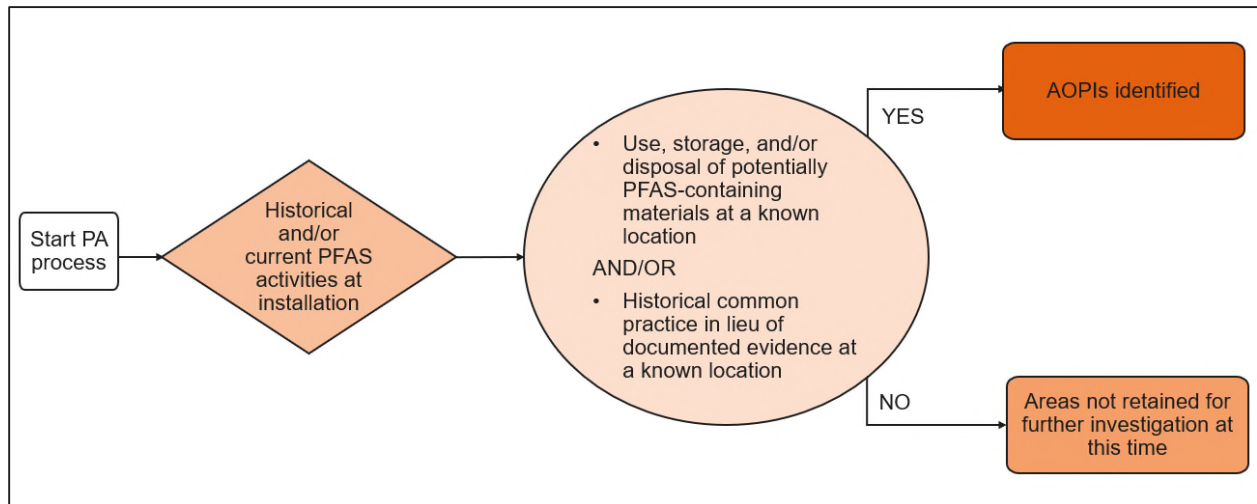 Start PA
process
Historical
and/or
current PFAS
activities at
installation
• Use, storage, and/or
disposal of potentially
PFAS-containing
materials at a known
location
AND/OR
• Historical common
practice in lieu of
documented evidence at
a known location
YES
AOPIs identified
NO
Areas not retained for
further investigation at
this time